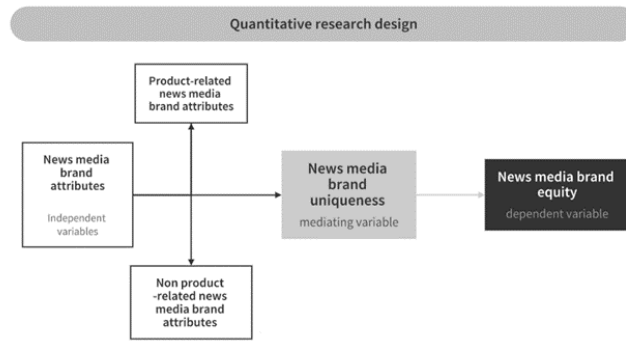 Quantitative research design
Product-related
news media
brand attributes
News media
brand
attributes
Independent
variables
News media
brand
uniqueness
mediating variable
News media brand
equity
dependent variable
Non product
-related news
media brand
attributes